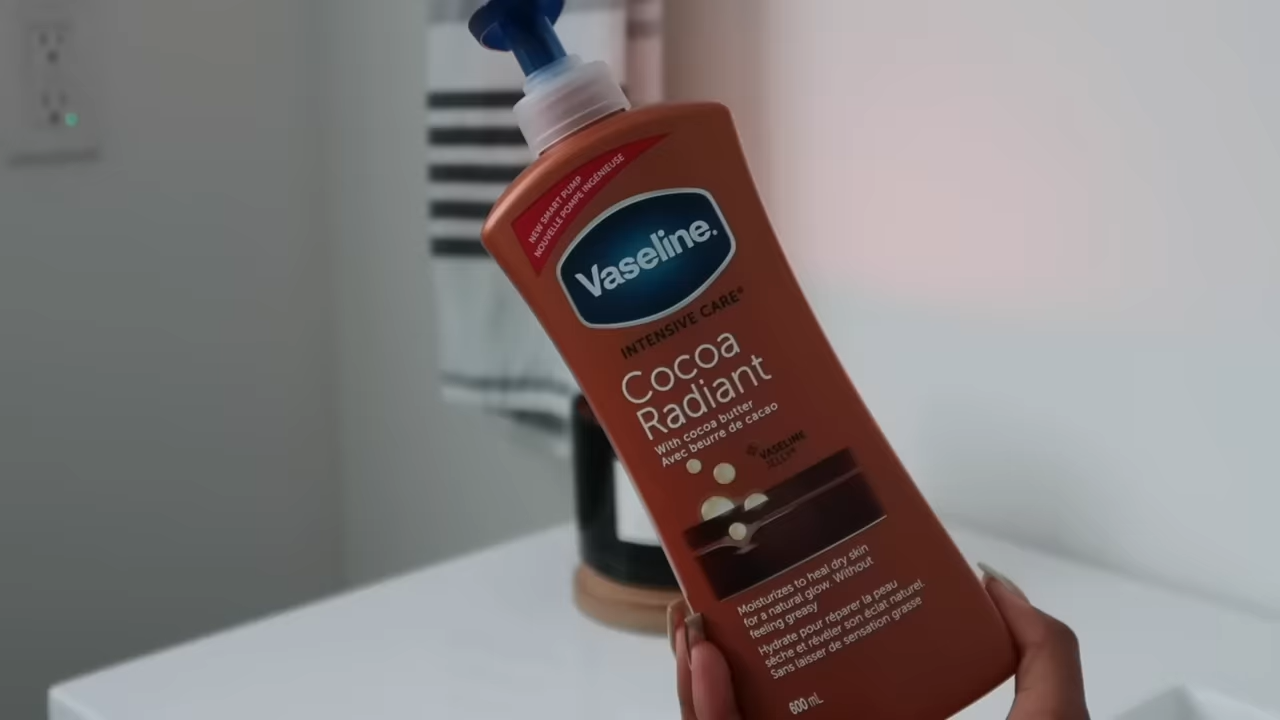 NEW SMART PUMP
NOUVELLE POMPE INGÉNIEUSE
Vaseline.
INTENSIVE CARE®
Cocoa
Radiant
With cocoa butter
Avec beurre de cacao
VASELINE
JELLY
Moisturizes to heal dry skin
for a natural glow. Without
feeling greasy
Hydrate pour réparer la peau
sèche et révéler son éclat naturel.
Sans laisser de sensation grasse
600 mL